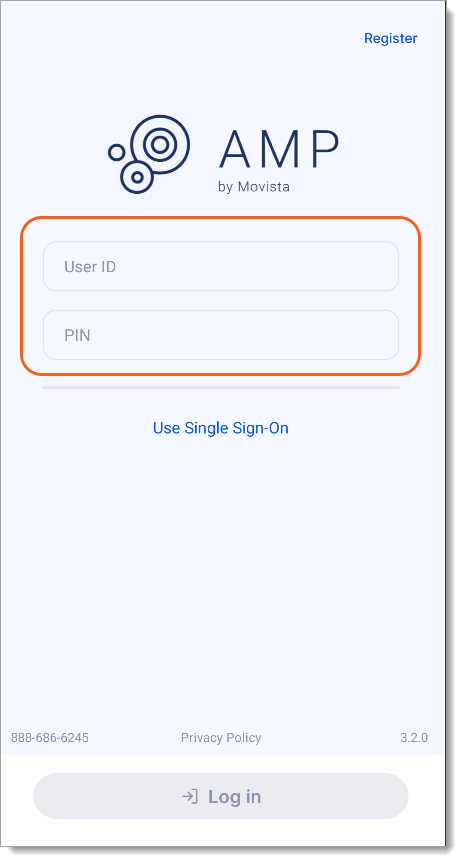 Register
AMP
by Movista
User ID
PIN
Use Single Sign-On
888-686-6245 Privacy Policy 3.2.0
Log in